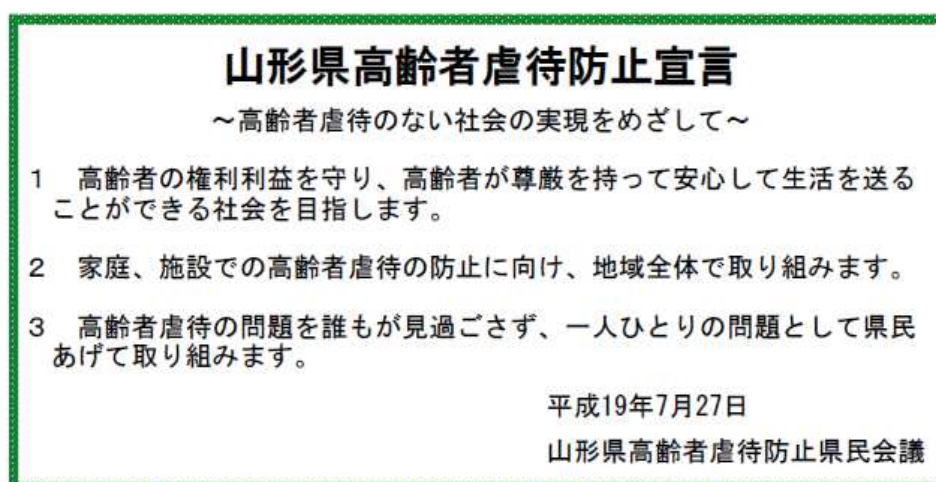 山形県高齢者虐待防止宣言
～高齢者虐待のない社会の実現をめざして～
1　高齢者の権利利益を守り、高齢者が尊厳を持って安心して生活を送る
ことができる社会を目指します。
2　家庭、施設での高齢者虐待の防止に向け、地域全体で取り組みます。
3　高齢者虐待の問題を誰もが見過ごさず、一人ひとりの問題として県民
あげて取り組みます。
平成19年7月27日
山形県高齢者虐待防止県民会議